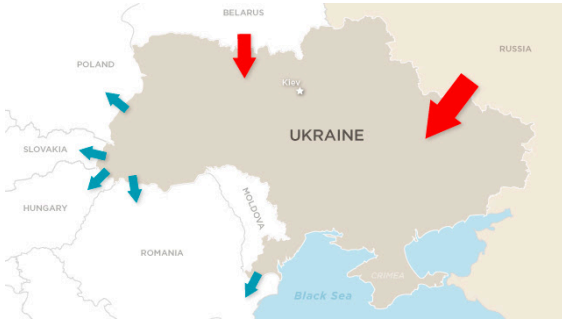 BELARUS
RUSSIA
POLAND
Kiev
UKRAINE
SLOVAKIA
HUNGARY
MOLDOVA
ROMANIA
CRIMEA
Black Sea